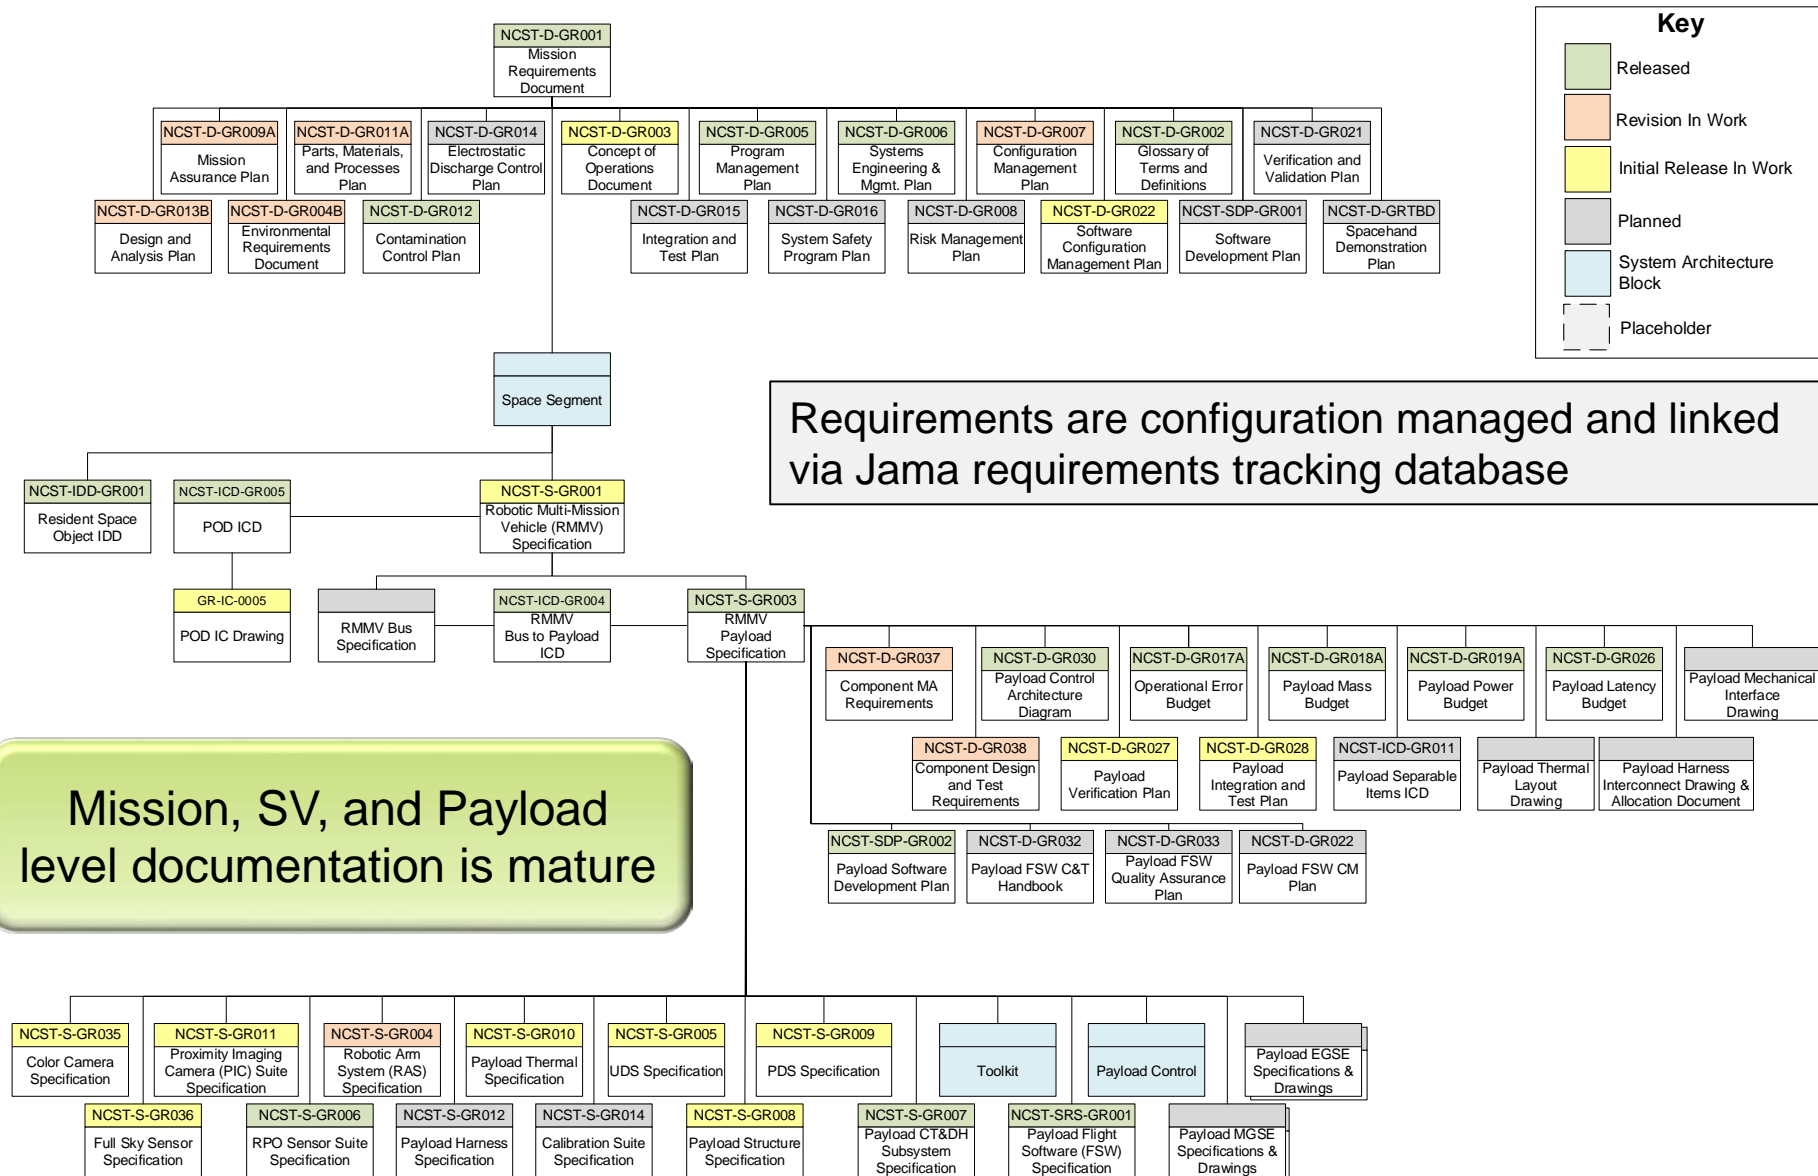 Key
Released
Revision In Work
Initial Release In Work
Planned
System Architecture
Block
Placeholder
NCST-D-GR001
Mission
Requirements
Document
NCST-D-GR009A
Mission
Assurance Plan
NCST-D-GR011A
Parts, Materials,
and Processes
Plan
NCST-D-GR014
Electrostatic
Discharge Control
Plan
NCST-D-GR003
Concept of
Operations
Document
NCST-D-GR005
Program
Management
Plan
NCST-D-GR006
Systems
Engineering &
Mgmt. Plan
NCST-D-GR007
Configuration
Management
Plan
NCST-D-GR002
Glossary of
Terms and
Definitions
NCST-D-GR021
Verification and
Validation Plan
NCST-D-GR013B
Design and
Analysis Plan
NCST-D-GR004B
Environmental
Requirements
Document
NCST-D-GR012
Contamination
Control Plan
NCST-D-GR015
Integration and
Test Plan
NCST-D-GR016
System Safety
Program Plan
NCST-D-GR008
Risk Management
Plan
NCST-D-GR022
Software
Configuration
Management Plan
NCST-SDP-GR001
Software
Development Plan
NCST-D-GRTBD
Spacehand
Demonstration
Plan
Space Segment
Requirements are configuration managed and linked
via Jama requirements tracking database
NCST-IDD-GR001
Resident Space
Object IDD
NCST-ICD-GR005
POD ICD
NCST-S-GR001
Robotic Multi-Mission
Vehicle (RMMV)
Specification
GR-IC-0005
POD IC Drawing
RMMV Bus
Specification
NCST-ICD-GR004
RMMV
Bus to Payload
ICD
NCST-S-GR003
RMMV
Payload
Specification
NCST-D-GR037
Component MA
Requirements
NCST-D-GR030
Payload Control
Architecture
Diagram
NCST-D-GR017A
Operational Error
Budget
NCST-D-GR018A
Payload Mass
Budget
NCST-D-GR019A
Payload Power
Budget
NCST-D-GR026
Payload Latency
Budget
Payload Mechanical
Interface
Drawing
NCST-D-GR038
Component Design
and Test
Requirements
NCST-D-GR027
Payload
Verification Plan
NCST-D-GR028
Payload
Integration and
Test Plan
NCST-ICD-GR011
Payload Separable
Items ICD
Payload Thermal
Layout
Drawing
Payload Harness
Interconnect Drawing &
Allocation Document
NCST-SDP-GR002
Payload Software
Development Plan
NCST-D-GR032
Payload FSW C&T
Handbook
NCST-D-GR033
Payload FSW
Quality Assurance
Plan
NCST-D-GR022
Payload FSW CM
Plan
Mission, SV, and Payload
level documentation is mature
NCST-S-GR035
Color Camera
Specification
NCST-S-GR011
Proximity Imaging
Camera (PIC) Suite
Specification
NCST-S-GR004
Robotic Arm
System (RAS)
Specification
NCST-S-GR010
Payload Thermal
Specification
NCST-S-GR005
UDS Specification
NCST-S-GR009
PDS Specification
Toolkit
Payload Control
Payload EGSE
Specifications &
Drawings
NCST-S-GR036
Full Sky Sensor
Specification
NCST-S-GR006
RPO Sensor Suite
Specification
NCST-S-GR012
Payload Harness
Specification
NCST-S-GR014
Calibration Suite
Specification
NCST-S-GR008
Payload Structure
Specification
NCST-S-GR007
Payload CT&DH
Subsystem
Specification
NCST-SRS-GR001
Payload Flight
Software (FSW)
Specification
Payload MGSE
Specifications &
Drawings